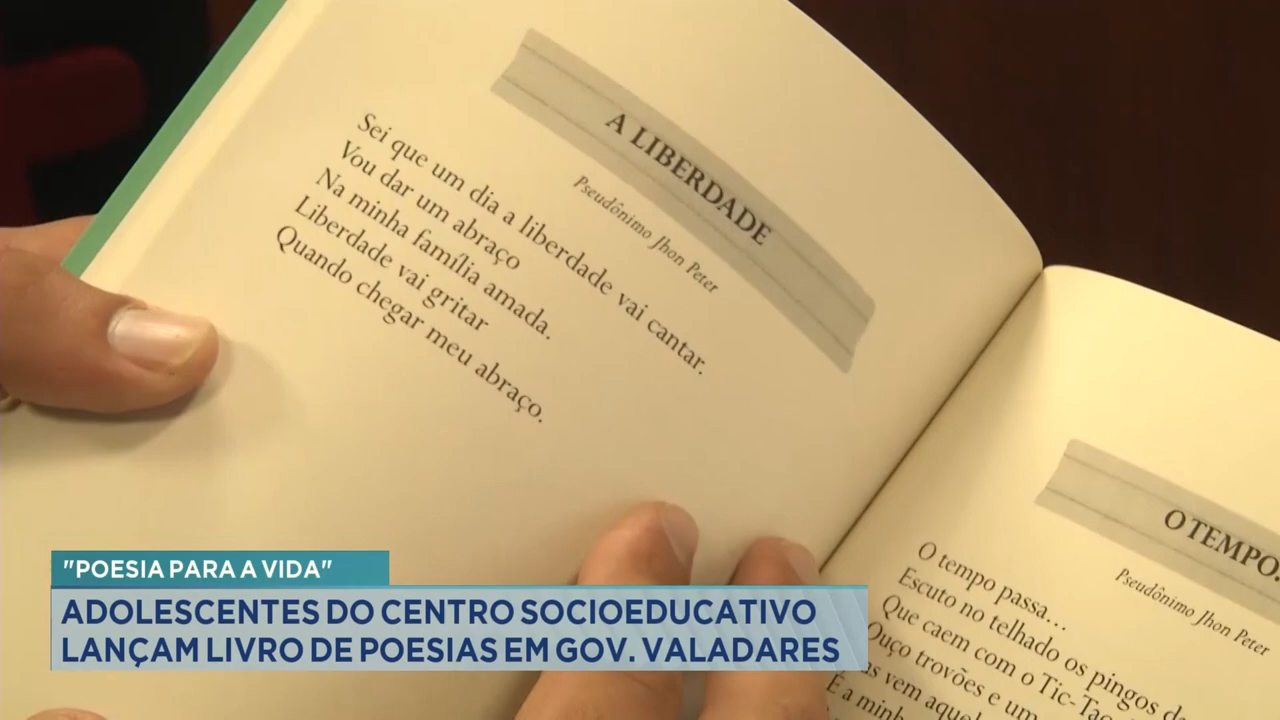 A LIBERDADE
Pseudônimo Jhon Peter
Sei que um dia a liberdade vai cantar.
Vou dar um abraço
Na minha família amada.
Liberdade vai gritar
Quando chegar meu abraço.
O TEMPO
Pseudônimo Jhon Peter
O tempo passa...
Escuto no telhado os pingos
Que caem com o
Ouço trovões e um
vem
É a
"POESIA PARA A VIDA"
ADOLESCENTES DO CENTRO SOCIOEDUCATIVO
LANÇAM LIVRO DE POESIAS EM GOV. VALADARES